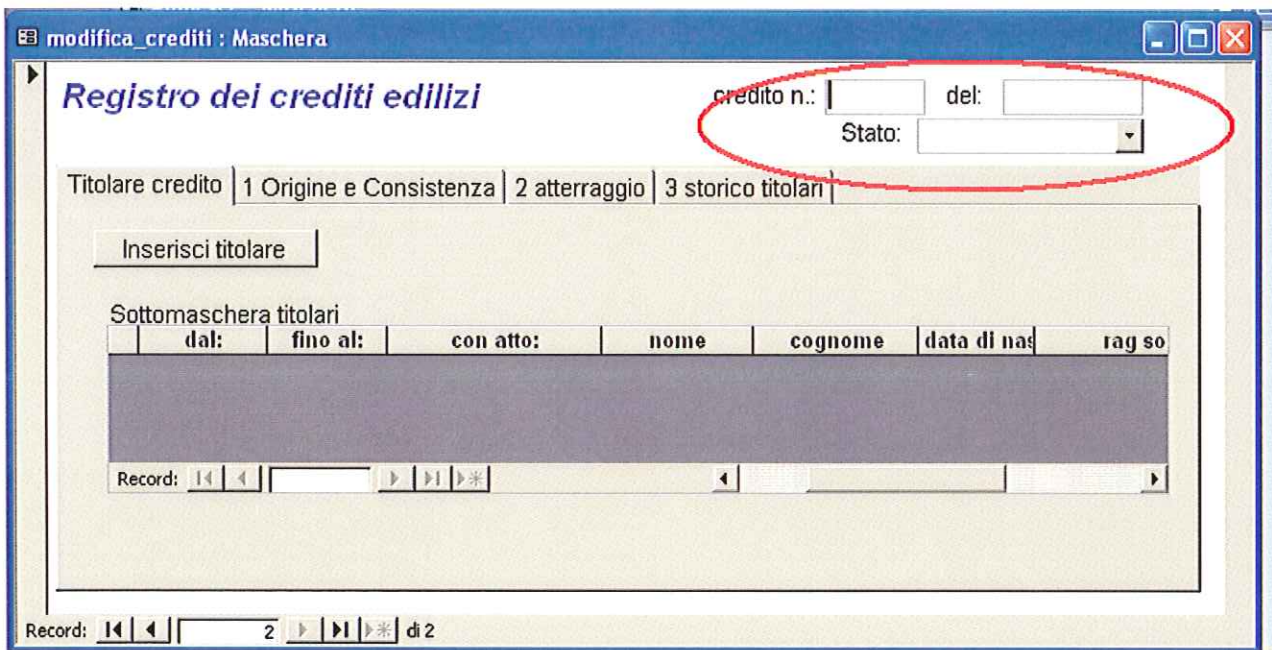 modifica_crediti : Maschera
Registro dei crediti edilizi
credito n.: del:
Stato:
Titolare credito 1 Origine e Consistenza 2 atterraggio 3 storico titolari
Inserisci titolare
Sottomaschera titolari
dal: fino al: con atto: nome cognome data di nas rag so
Record:
Record: 2 di 2